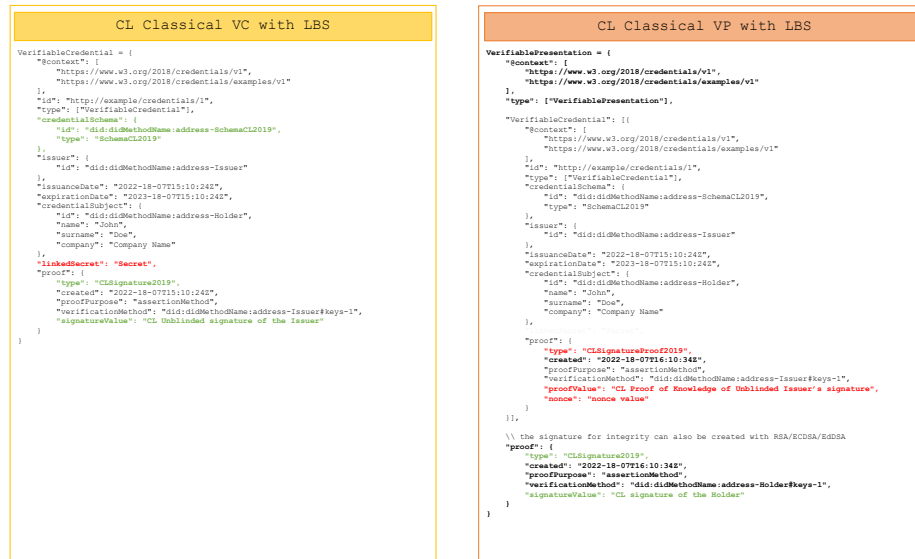 CL Classical VC with LBS
VerifiableCredential = {
"@context": [
"https://www.w3.org/2018/credentials/v1",
"https://www.w3.org/2018/credentials/examples/v1"
],
"id": "http://example/credentials/1",
"type": ["VerifiableCredential"],
"credentialSchema": {
"id": "did:didMethodName:address-SchemaCL2019",
"type": "SchemaCL2019"
},
"issuer": {
"id": "did:didMethodName:address-Issuer"
},
"issuanceDate": "2022-18-07T15:10:24Z",
"expirationDate": "2023-18-07T15:10:24Z",
"credentialSubject": {
"id": "did:didMethodName:address-Holder",
"name": "John",
"surname": "Doe",
"company": "Company Name"
},
"linkedSecret": "Secret",
"proof": {
"type": "CLSignature2019",
"created": "2022-18-07T15:10:24Z",
"proofPurpose": "assertionMethod",
"verificationMethod": "did:didMethodName:address-Issuer#keys-1",
"signatureValue": "CL Unblinded signature of the Issuer"
}
}
CL Classical VP with LBS
VerifiablePresentation = {
"@context": [
"https://www.w3.org/2018/credentials/v1",
"https://www.w3.org/2018/credentials/examples/v1"
],
"type": ["VerifiablePresentation"],
"VerifiableCredential": [{
"@context": [
"https://www.w3.org/2018/credentials/v1",
"https://www.w3.org/2018/credentials/examples/v1"
],
"id": "http://example/credentials/1",
"type": ["VerifiableCredential"],
"credentialSchema": {
"id": "did:didMethodName:address-SchemaCL2019",
"type": "SchemaCL2019"
},
"issuer": {
"id": "did:didMethodName:address-Issuer"
},
"issuanceDate": "2022-18-07T15:10:24Z",
"expirationDate": "2023-18-07T15:10:24Z",
"credentialSubject": {
"id": "did:didMethodName:address-Holder",
"name": "John",
"surname": "Doe",
"company": "Company Name"
},
"proof": {
"type": "CLSignatureProof2019",
"created": "2022-18-07T16:10:34Z",
"proofPurpose": "assertionMethod",
"verificationMethod": "did:didMethodName:address-Issuer#keys-1",
"proofValue": "CL Proof of Knowledge of Unblinded Issuer's signature",
"nonce": "nonce value"
}
}],
\\ the signature for integrity can also be created with RSA/ECDSA/EdDSA
"proof": {
"type": "CLSignature2019",
"created": "2022-18-07T16:10:34Z",
"proofPurpose": "assertionMethod",
"verificationMethod": "did:didMethodName:address-Holder#keys-1",
"signatureValue": "CL signature of the Holder"
}
}